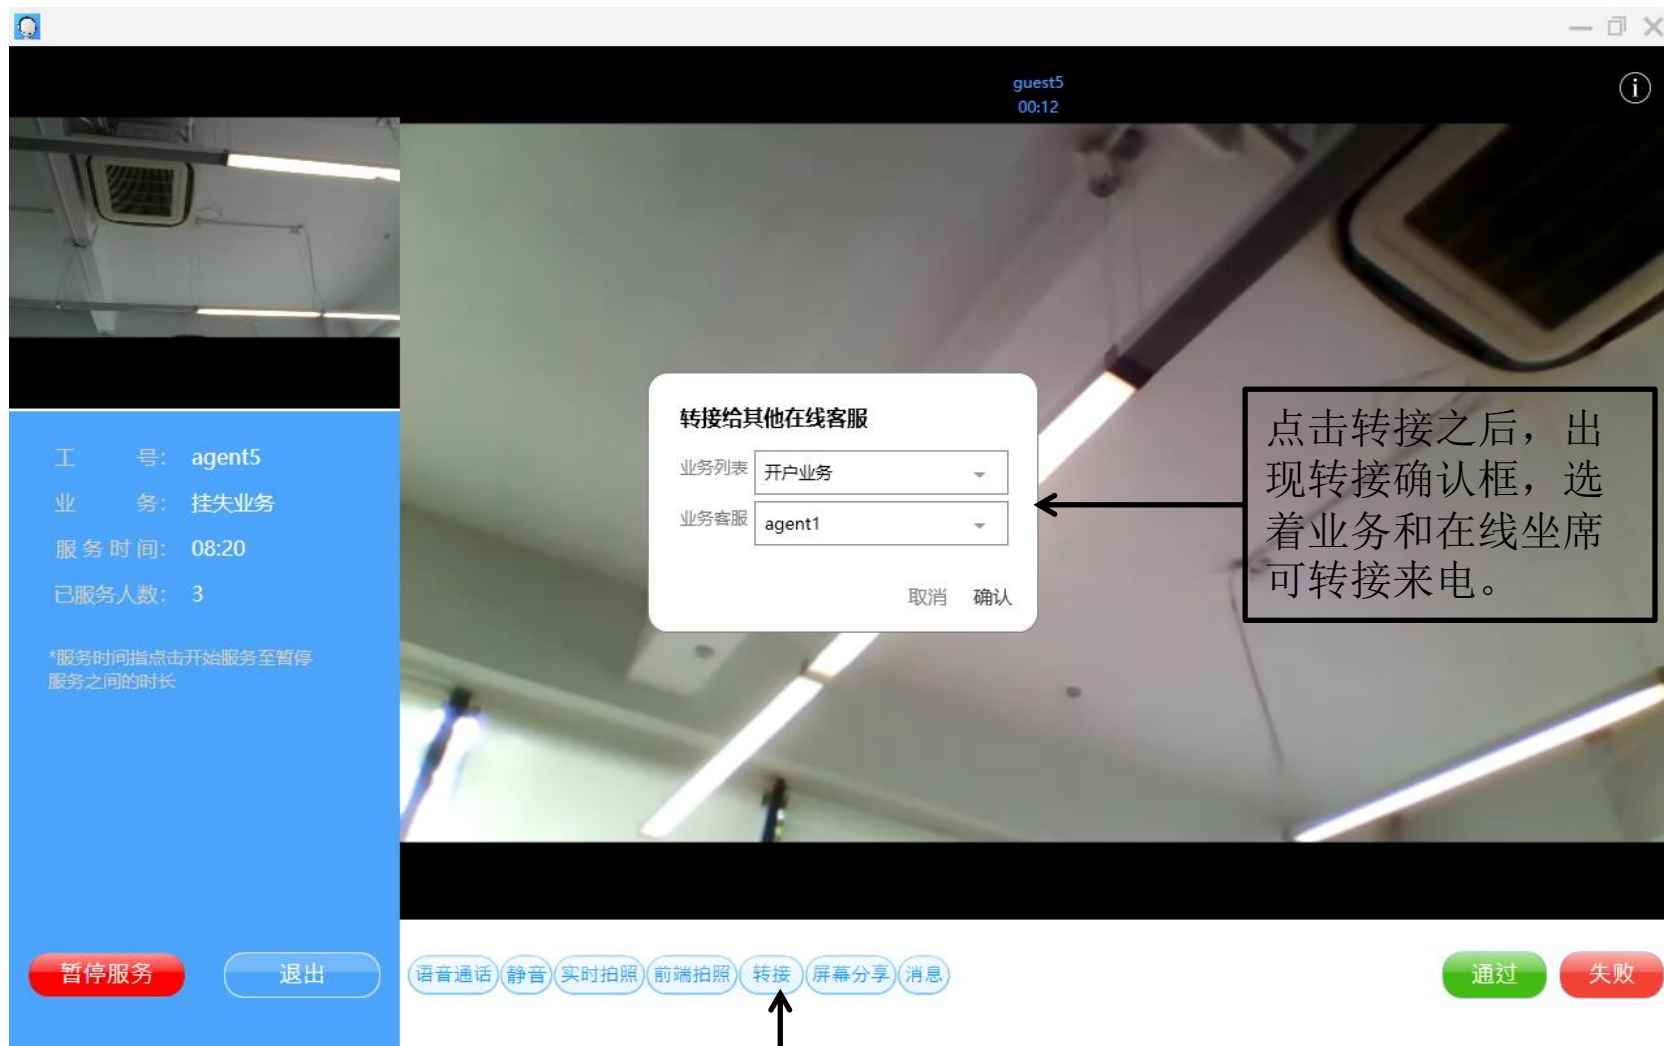 guest5
00:12
工 号: agent5
业 务: 挂失业务
服务时间: 08:20
已服务人数: 3
*服务时间指点击开始服务至暂停
服务之间的时长
转接给其他在线客服
业务列表 开户业务
业务客服 agent1
取消 确认
点击转接之后，出
现转接确认框，选
着业务和在线坐席
可转接来电。
暂停服务 退出
语音通话 静音 实时拍照 前端拍照 转接 屏幕分享 消息
通过 失败